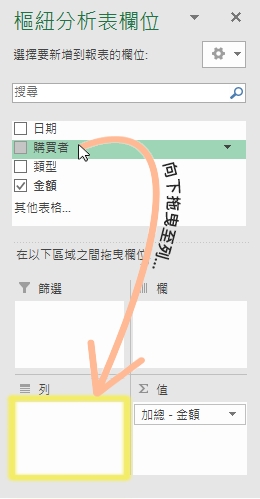 樞紐分析表欄位
選擇要新增到報表的欄位:
搜尋
日期
購買者
類型
金額
其他表格...
向下拖曳至列...
在以下區域之間拖曳欄位
篩選
欄
列
Σ 值
加總 - 金額